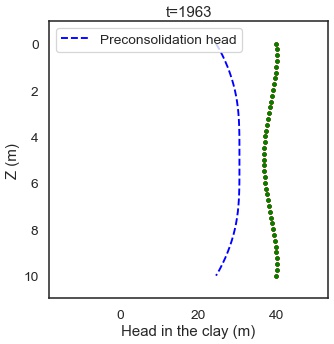 t=1963
Preconsolidation head
0
2
4
6
8
10
Z (m)
0
20
40
Head in the clay (m)